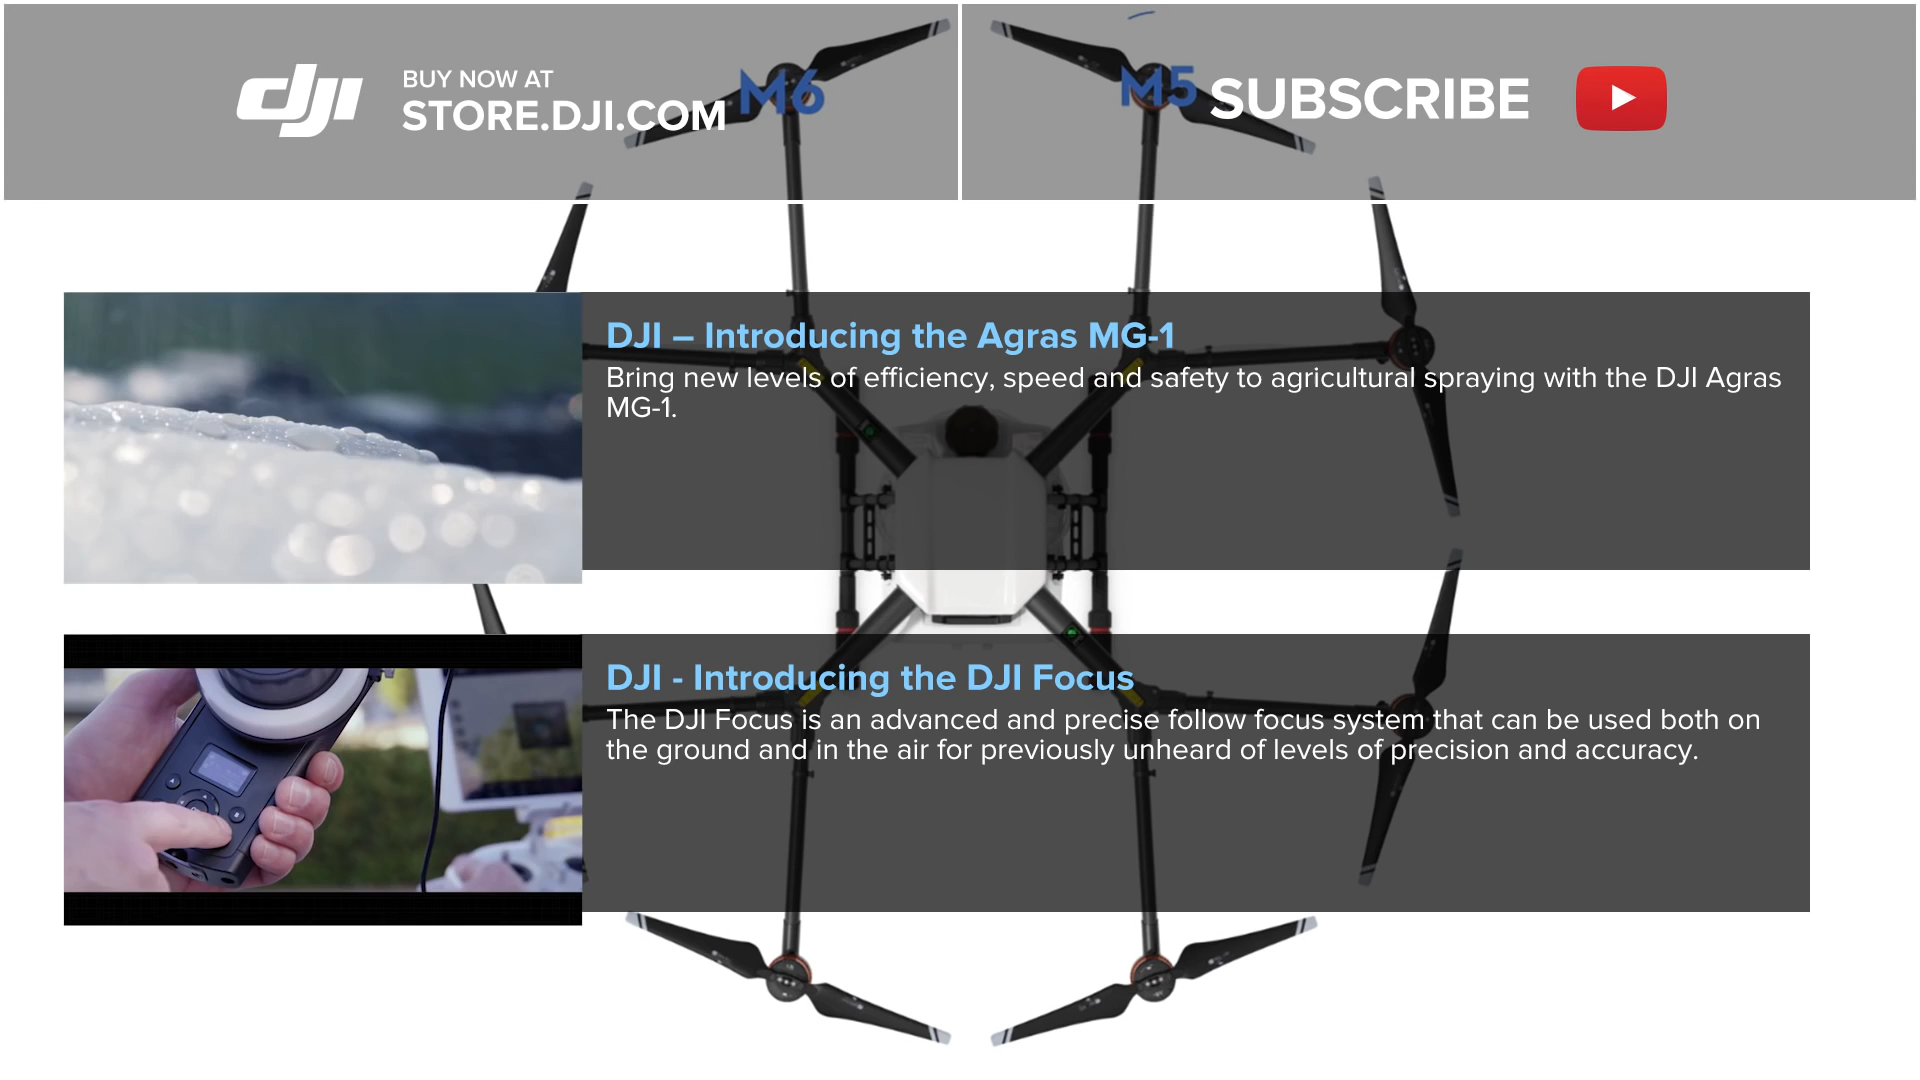 dji
BUY NOW AT
STORE.DJI.COM
M6
M5
SUBSCRIBE
DJI – Introducing the Agras MG-1
Bring new levels of efficiency, speed and safety to agricultural spraying with the DJI Agras
MG-1.
DJI - Introducing the DJI Focus
The DJI Focus is an advanced and precise follow focus system that can be used both on
the ground and in the air for previously unheard of levels of precision and accuracy.